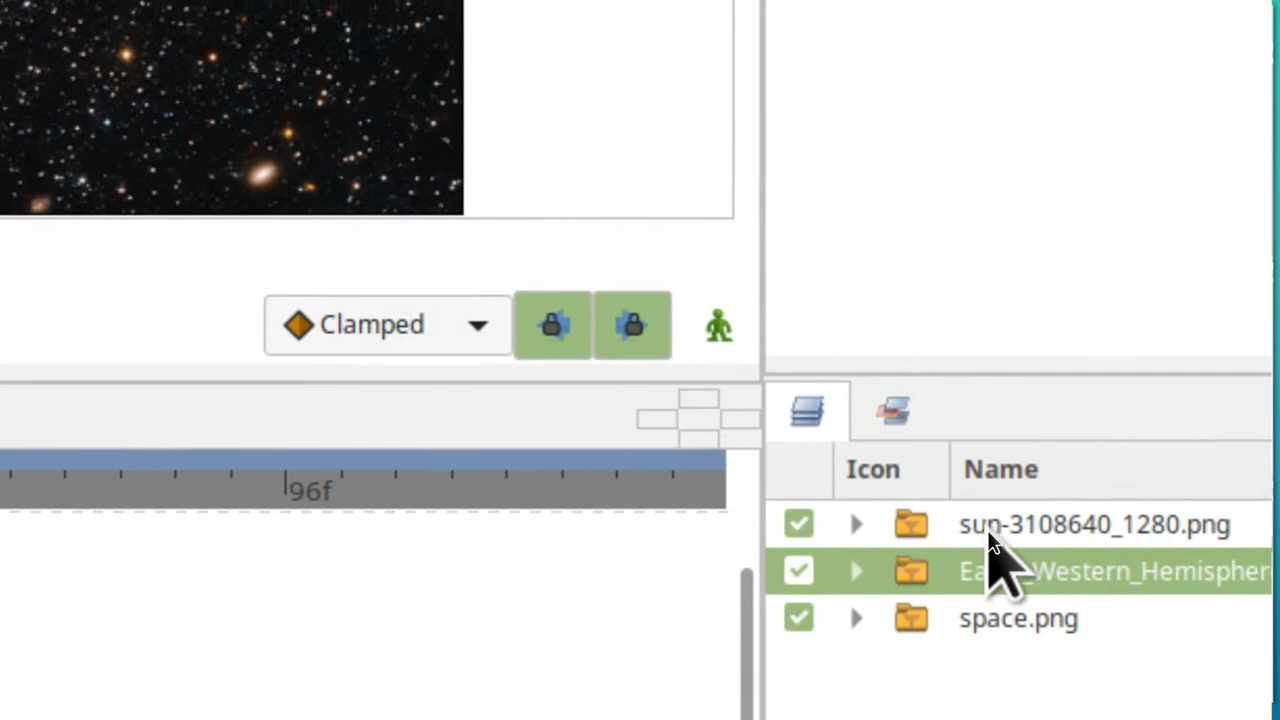 Clamped
96f
Icon Name
sun-3108640_1280.png
Western_Hemispher
space.png